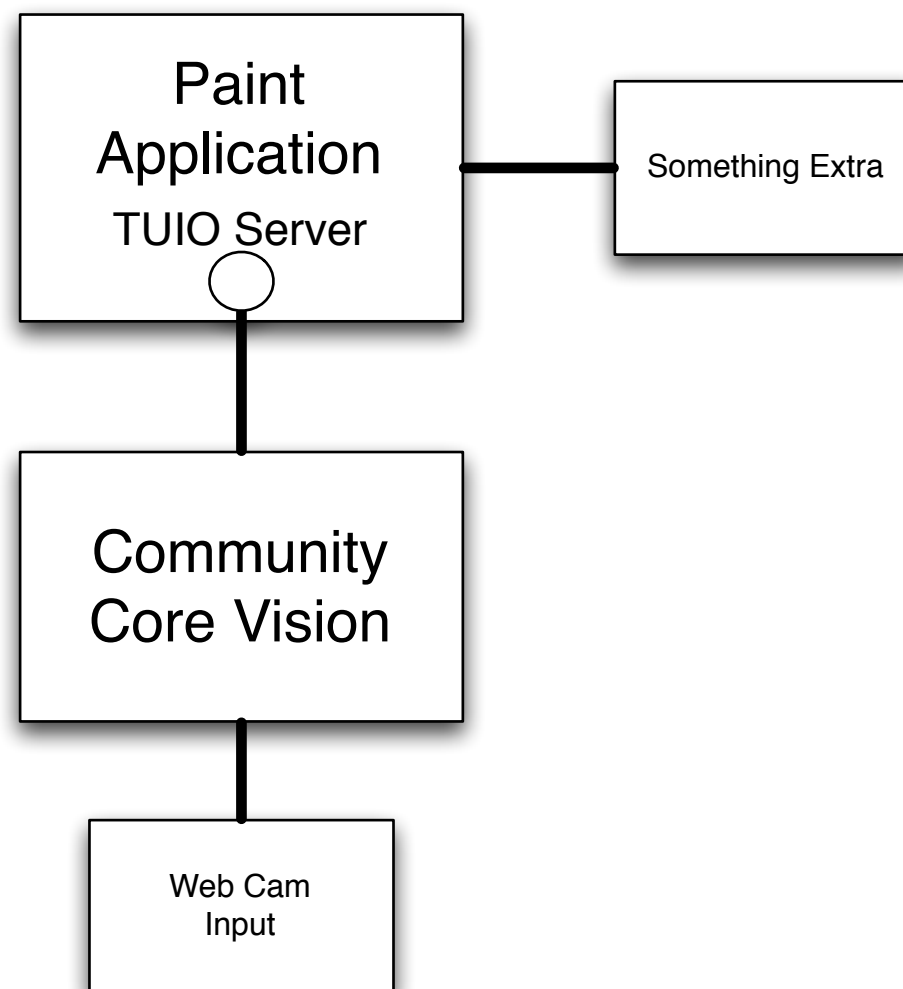 Paint
Application
TUIO Server
Something Extra
Community
Core Vision
Web Cam
Input